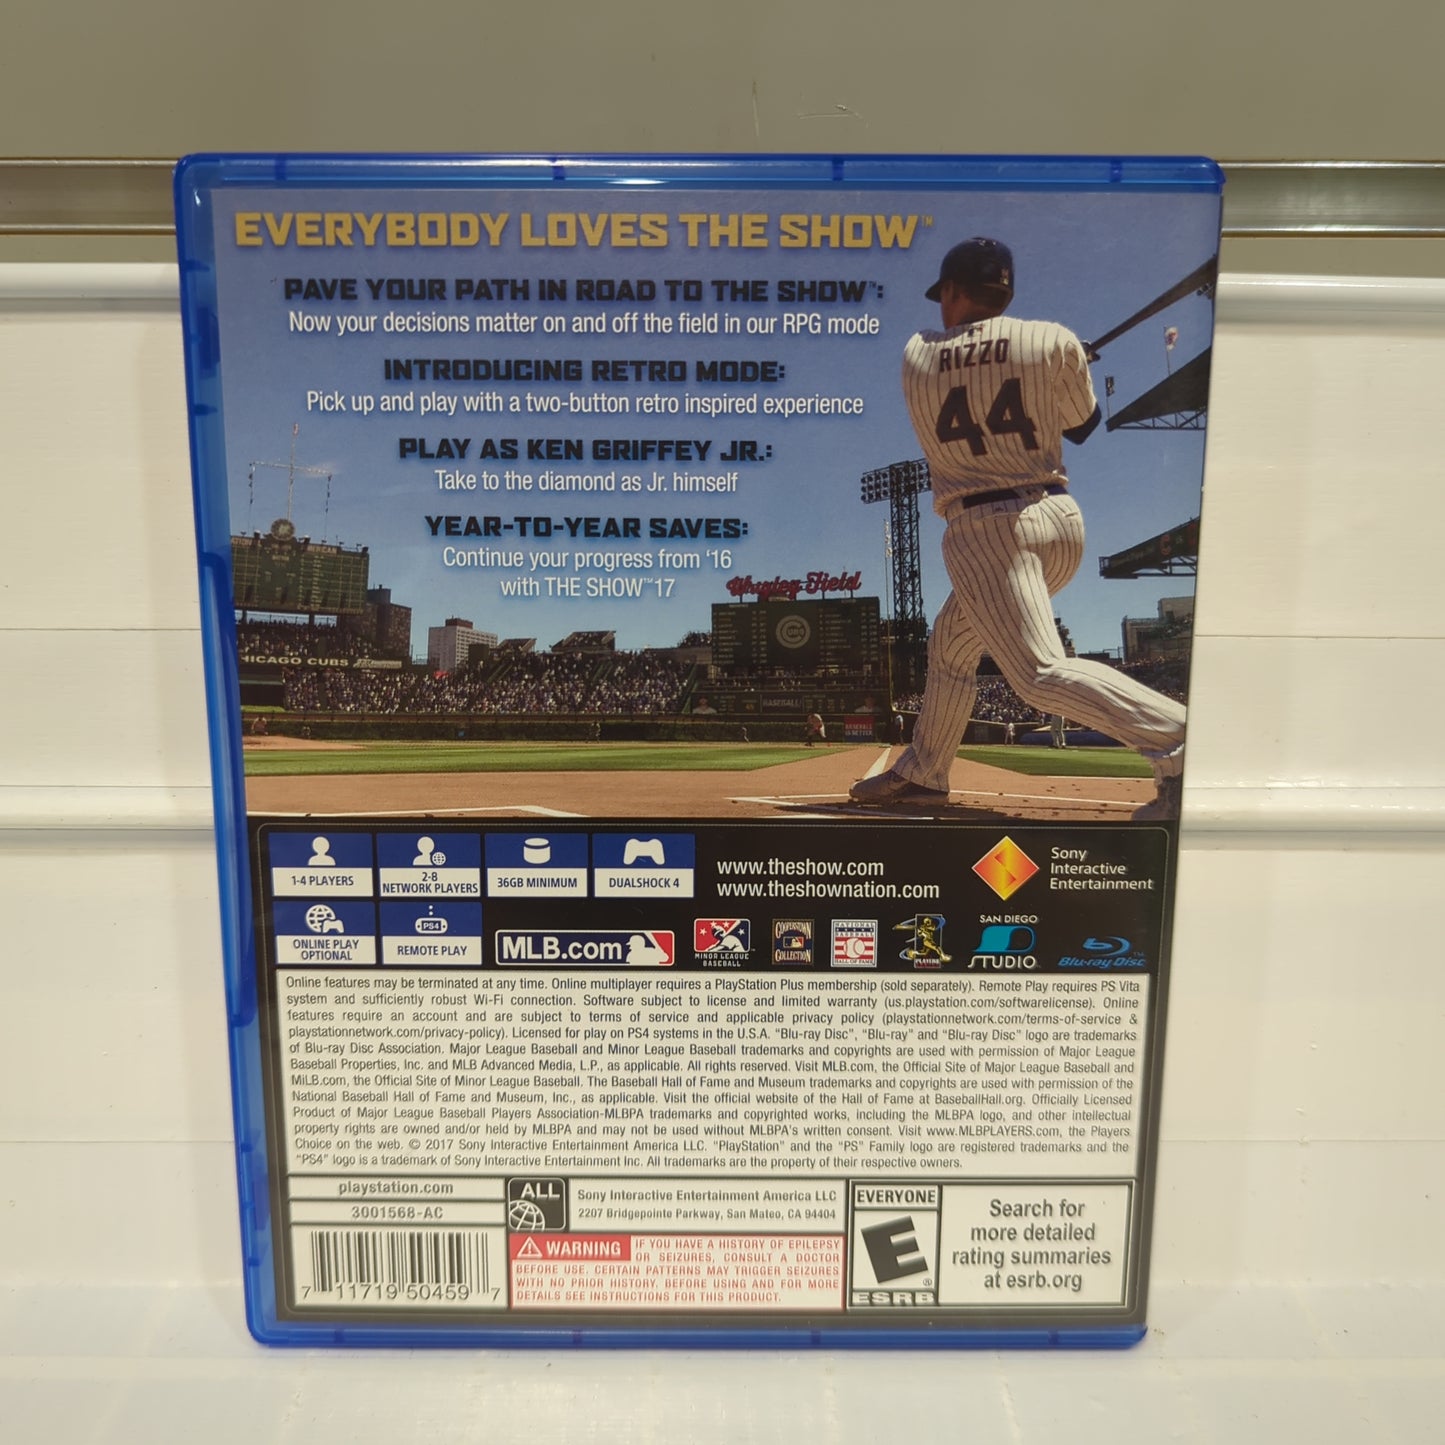 EVERYBODY LOVES THE SHOW™
PAVE YOUR PATH IN ROAD TO THE SHOW™:
Now your decisions matter on and off the field in our RPG mode
INTRODUCING RETRO MODE:
Pick up and play with a two-button retro inspired experience
PLAY AS KEN GRIFFEY JR.:
Take to the diamond as Jr. himself
YEAR-TO-YEAR SAVES:
Continue your progress from ‘16
with THE SHOW™17
RIZZO
44
Wrigley Field
CUBS
CHICAGO CUBS
BASEBALL
1-4 PLAYERS
2-8
NETWORK PLAYERS
36GB MINIMUM
DUALSHOCK 4
www.theshow.com
www.theshownation.com
Sony
Interactive
Entertainment
ONLINE PLAY
OPTIONAL
PS4
REMOTE PLAY
MLB.com
MINOR LEAGUE
BASEBALL
COOPERSTOWN
COLLECTION
NATIONAL
BASEBALL
HALL OF FAME
SAN DIEGO
STUDIO
Blu-ray Disc
Online features may be terminated at any time. Online multiplayer requires a PlayStation Plus membership (sold separately). Remote Play requires PS Vita
system and sufficiently robust Wi-Fi connection. Software subject to license and limited warranty (us.playstation.com/softwarelicense). Online
features require an account and are subject to terms of service and applicable privacy policy (playstationnetwork.com/terms-of-service &
playstationnetwork.com/privacy-policy). Licensed for play on PS4 systems in the U.S.A. “Blu-ray Disc”, “Blu-ray” and “Blu-ray Disc” logo are trademarks
of Blu-ray Disc Association. Major League Baseball and Minor League Baseball trademarks and copyrights are used with permission of Major League
Baseball Properties, Inc. and MLB Advanced Media, L.P., as applicable. All rights reserved. Visit MLB.com, the Official Site of Major League Baseball and
MiLB.com, the Official Site of Minor League Baseball. The Baseball Hall of Fame and Museum trademarks and copyrights are used with permission of the
National Baseball Hall of Fame and Museum, Inc., as applicable. Visit the official website of the Hall of Fame at BaseballHall.org. Officially Licensed
Product of Major League Baseball Players Association-MLBPA trademarks and copyrighted works, including the MLBPA logo, and other intellectual
property rights are owned and/or held by MLBPA and may not be used without MLBPA's written consent. Visit www.MLBPLAYERS.com, the Players
Choice on the web. © 2017 Sony Interactive Entertainment America LLC. “PlayStation” and the “PS” Family logo are registered trademarks and the
“PS4” logo is a trademark of Sony Interactive Entertainment Inc. All trademarks are the property of their respective owners.
playstation.com
3001568-AC
7 11719 50459 7
ALL
Sony Interactive Entertainment America LLC
2207 Bridgepointe Parkway, San Mateo, CA 94404
WARNING IF YOU HAVE A HISTORY OF EPILEPSY
OR SEIZURES, CONSULT A DOCTOR
BEFORE USE. CERTAIN PATTERNS MAY TRIGGER SEIZURES
WITH NO PRIOR HISTORY. BEFORE USING AND FOR MORE
DETAILS SEE INSTRUCTIONS FOR THIS PRODUCT.
EVERYONE
E
®
ESRB
Search for
more detailed
rating summaries
at esrb.org